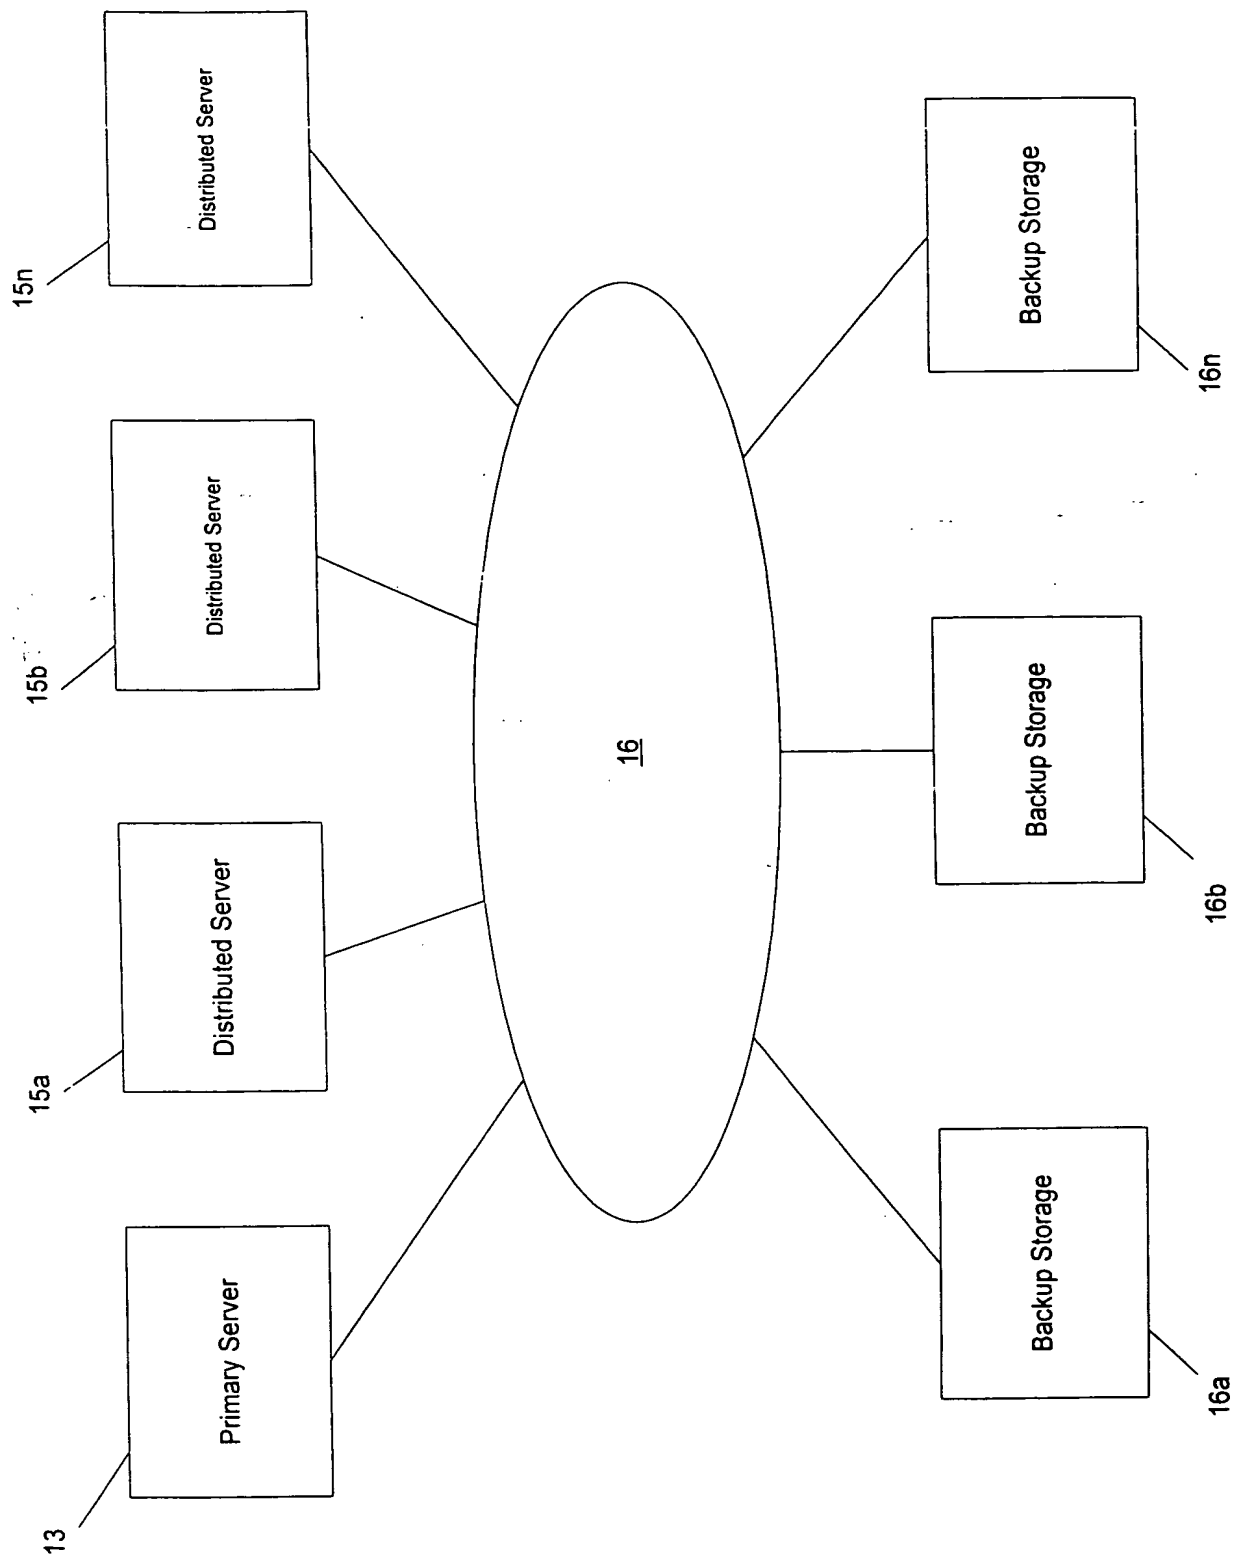 13
Primary Server
15a
Distributed Server
15b
Distributed Server
15n
Distributed Server
16
16a
Backup Storage
16b
Backup Storage
16n
Backup Storage